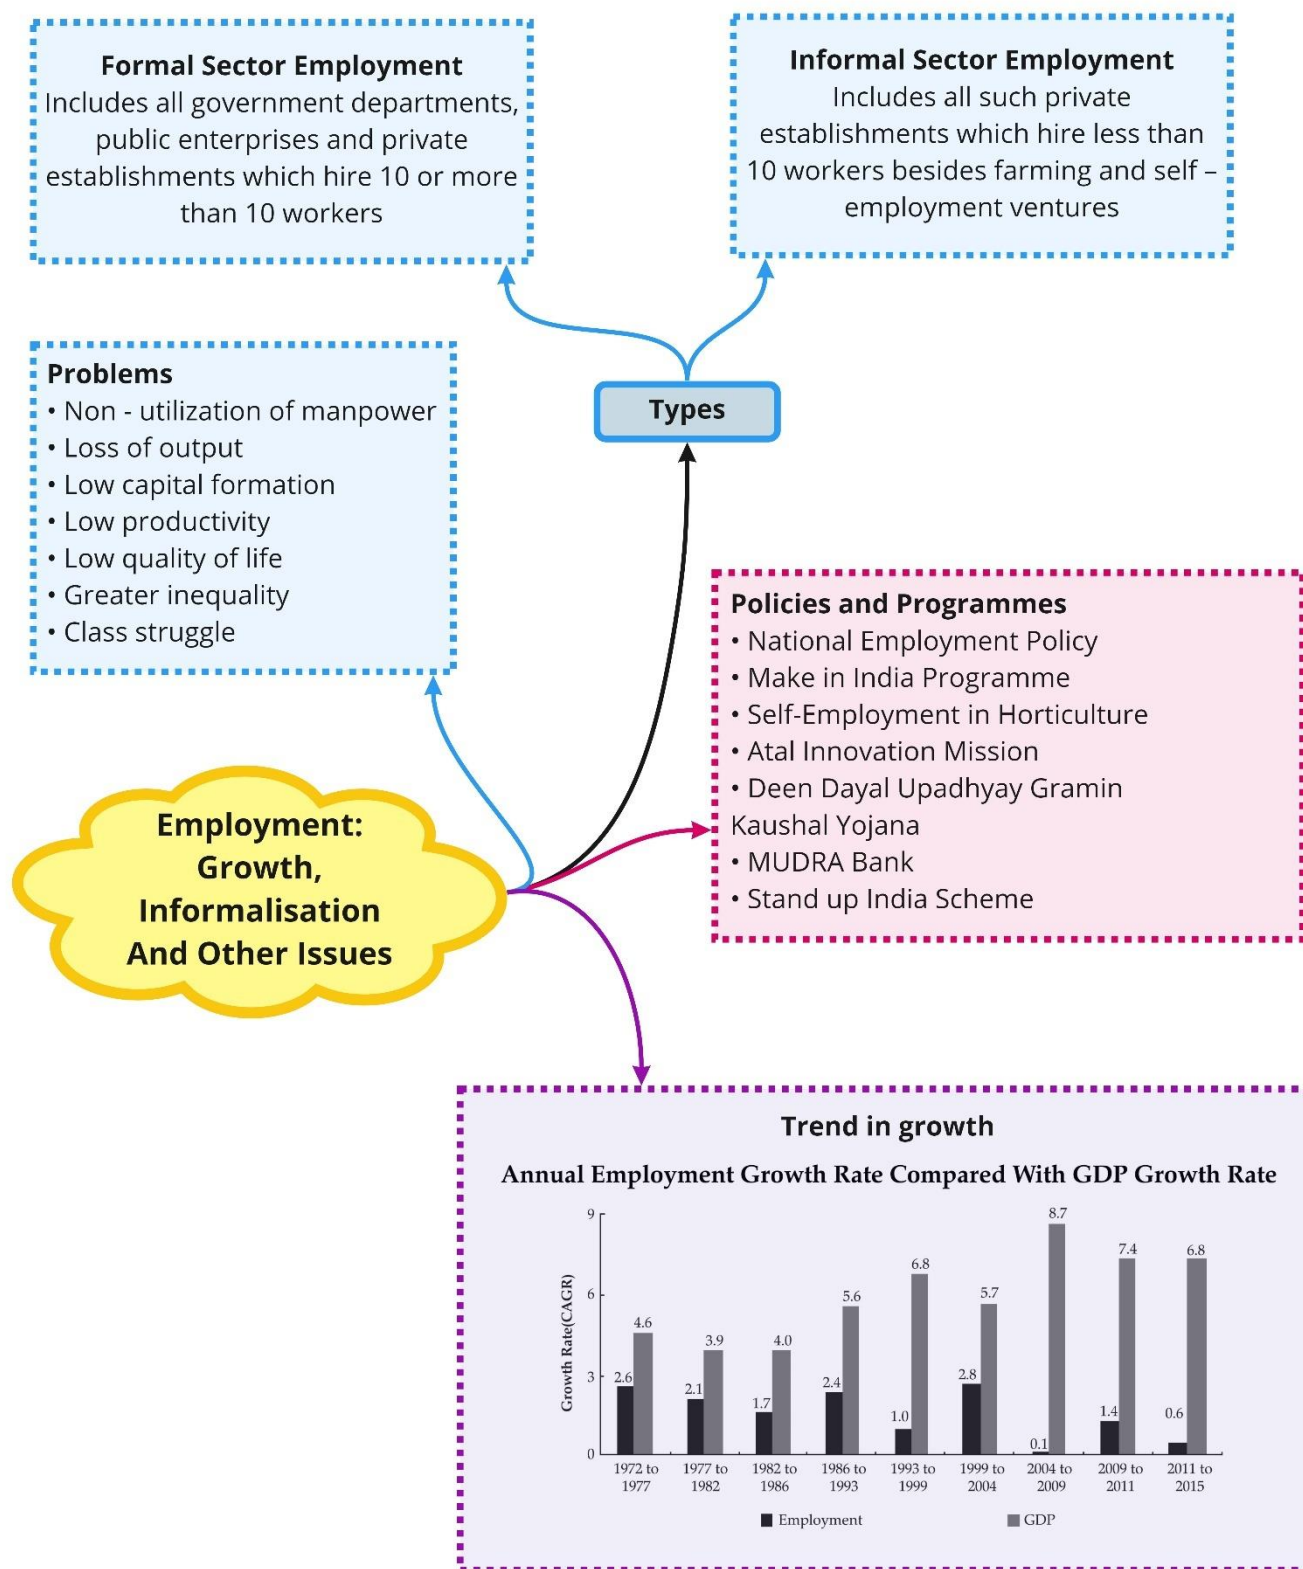 Formal Sector Employment
Includes all government departments,
public enterprises and private
establishments which hire 10 or more
than 10 workers
Informal Sector Employment
Includes all such private
establishments which hire less than
10 workers besides farming and self –
employment ventures
Types
Problems
• Non - utilization of manpower
• Loss of output
• Low capital formation
• Low productivity
• Low quality of life
• Greater inequality
• Class struggle
Policies and Programmes
• National Employment Policy
• Make in India Programme
• Self-Employment in Horticulture
• Atal Innovation Mission
• Deen Dayal Upadhyay Gramin
Kaushal Yojana
• MUDRA Bank
• Stand up India Scheme
Employment:
Growth,
Informalisation
And Other Issues
Trend in growth
Annual Employment Growth Rate Compared With GDP Growth Rate
Growth Rate(CAGR)
9
6
3
0
2.6 4.6
2.1 3.9
1.7 4.0
2.4 5.6
1.0 6.8
2.8 5.7
0.1 8.7
1.4 7.4
0.6 6.8
1972 to
1977
1977 to
1982
1982 to
1986
1986 to
1993
1993 to
1999
1999 to
2004
2004 to
2009
2009 to
2011
2011 to
2015
Employment
GDP